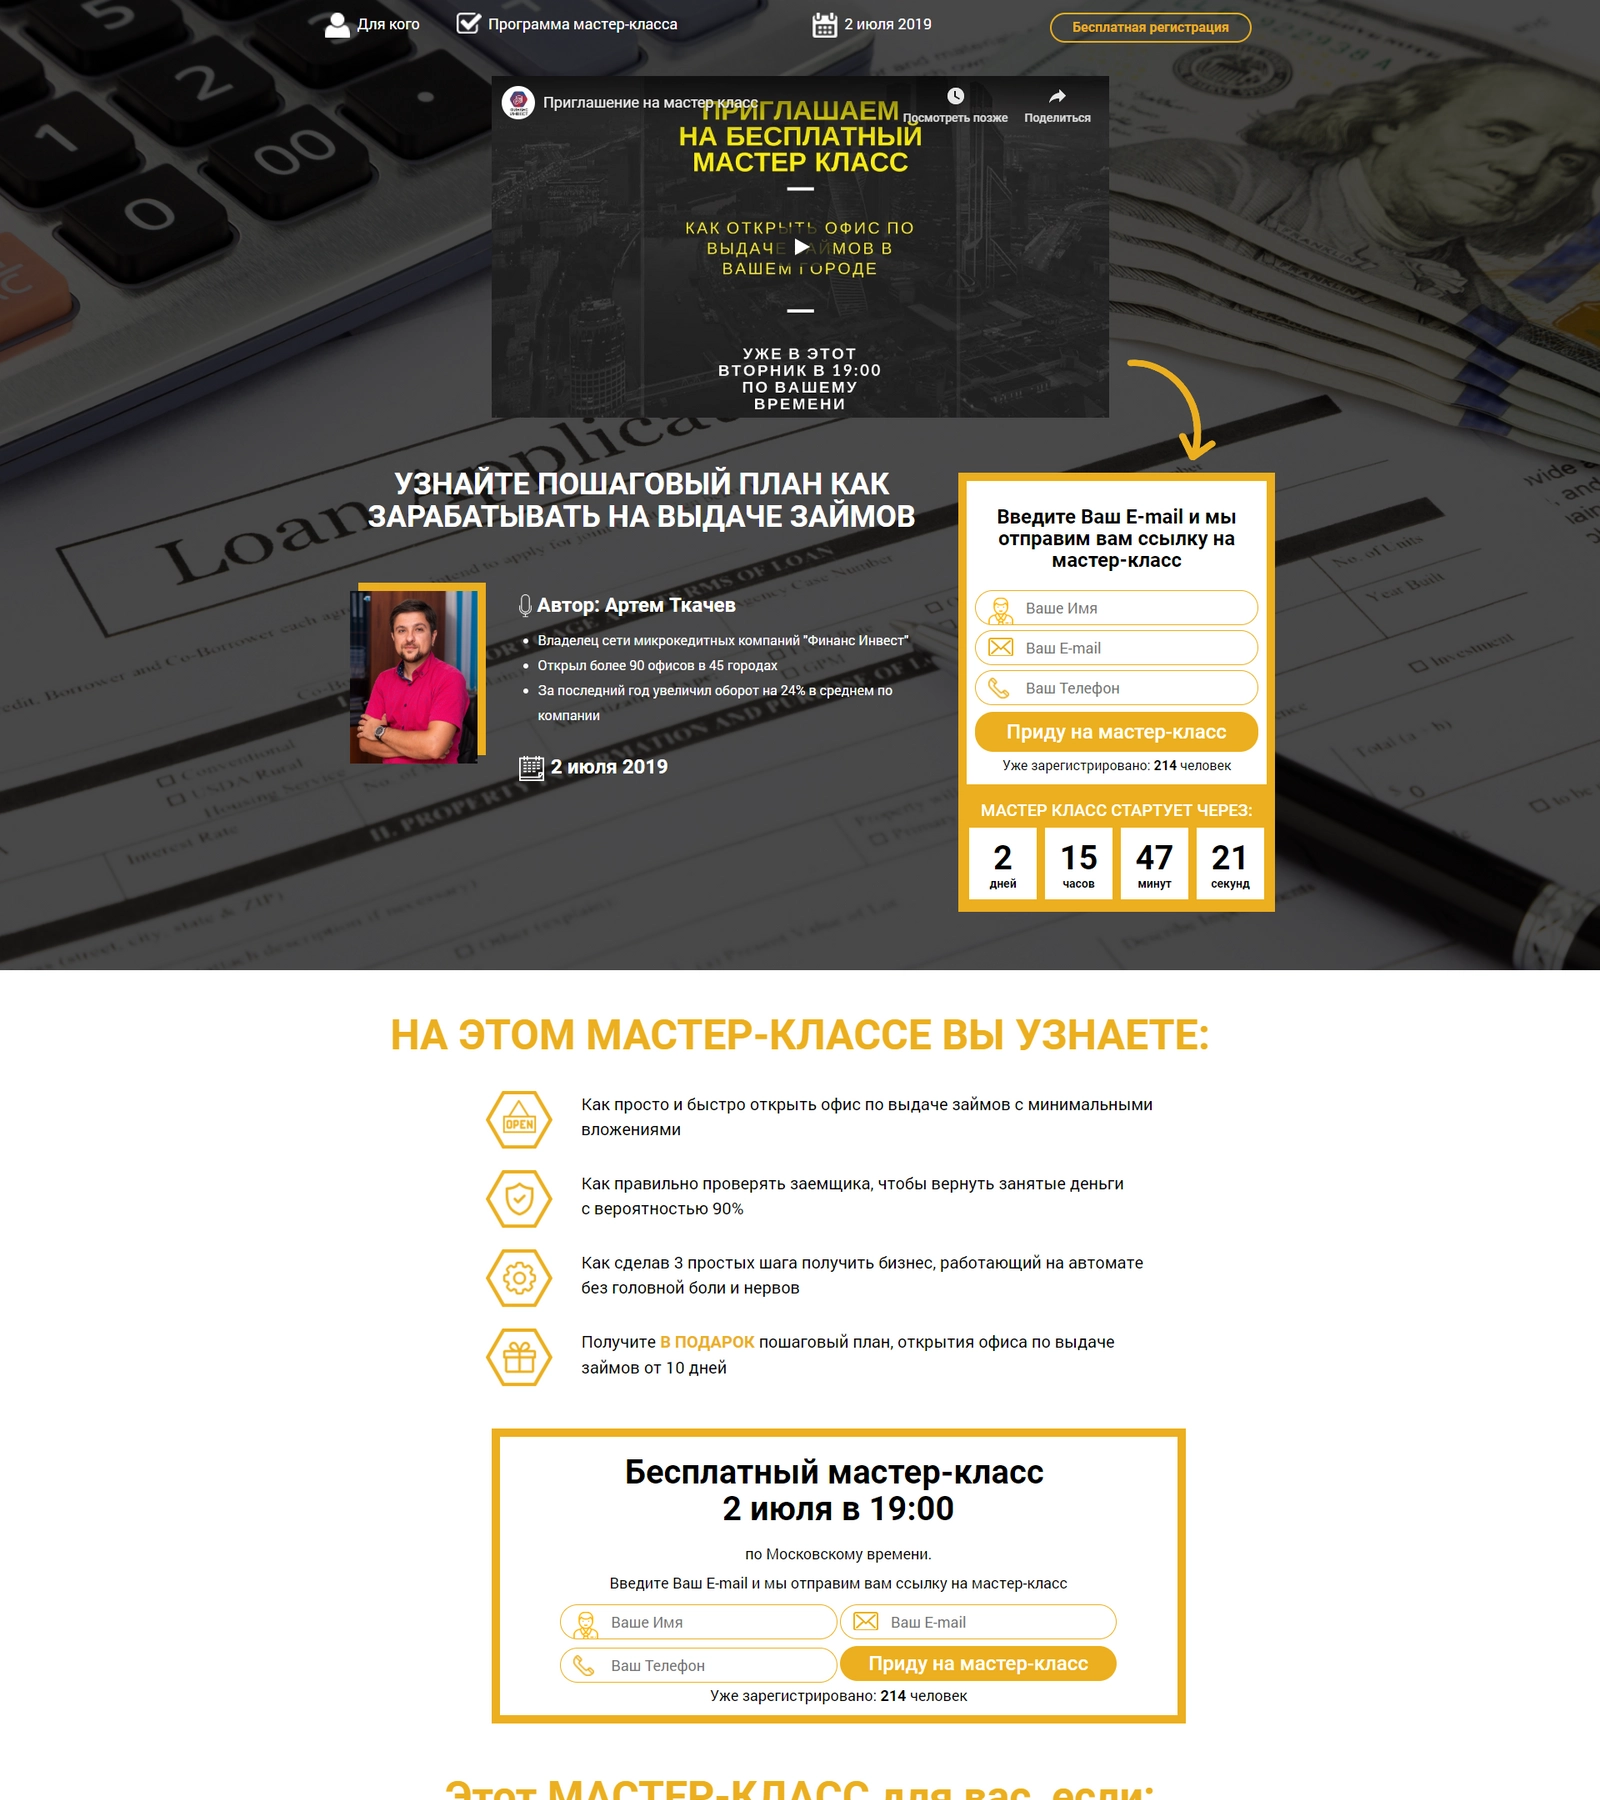 Для кого
Программа мастер-класса
2 июля 2019
Бесплатная регистрация
Приглашение на мастер класс
Посмотреть позже
Поделиться
ПРИГЛАШАЕМ
НА БЕСПЛАТНЫЙ
МАСТЕР КЛАСС
КАК ОТКРЫТЬ ОФИС ПО
ВЫДАЧЕ ЗАЙМОВ В
ВАШЕМ ГОРОДЕ
УЖЕ В ЭТОТ
ВТОРНИК В 19:00
ПО ВАШЕМУ
ВРЕМЕНИ
УЗНАЙТЕ ПОШАГОВЫЙ ПЛАН КАК
ЗАРАБАТЫВАТЬ НА ВЫДАЧЕ ЗАЙМОВ
Автор: Артем Ткачев
Владелец сети микрокредитных компаний "Финанс Инвест"
Открыл более 90 офисов в 45 городах
За последний год увеличил оборот на 24% в среднем по
компании
2 июля 2019
Введите Ваш E-mail и мы
отправим вам ссылку на
мастер-класс
Ваше Имя
Ваш E-mail
Ваш Телефон
Приду на мастер-класс
Уже зарегистрировано: 214 человек
МАСТЕР КЛАСС СТАРТУЕТ ЧЕРЕЗ:
2 15 47 21
дней часов минут секунд
НА ЭТОМ МАСТЕР-КЛАССЕ ВЫ УЗНАЕТЕ:
OPEN
Как просто и быстро открыть офис по выдаче займов с минимальными
вложениями
Как правильно проверять заемщика, чтобы вернуть занятые деньги
с вероятностью 90%
Как сделав 3 простых шага получить бизнес, работающий на автомате
без головной боли и нервов
Получите В ПОДАРОК пошаговый план, открытия офиса по выдаче
займов от 10 дней
Бесплатный мастер-класс
2 июля в 19:00
по Московскому времени.
Введите Ваш E-mail и мы отправим вам ссылку на мастер-класс
Ваше Имя
Ваш E-mail
Ваш Телефон
Приду на мастер-класс
Уже зарегистрировано: 214 человек
Этот МАСТЕР-КЛАСС для вас, если: